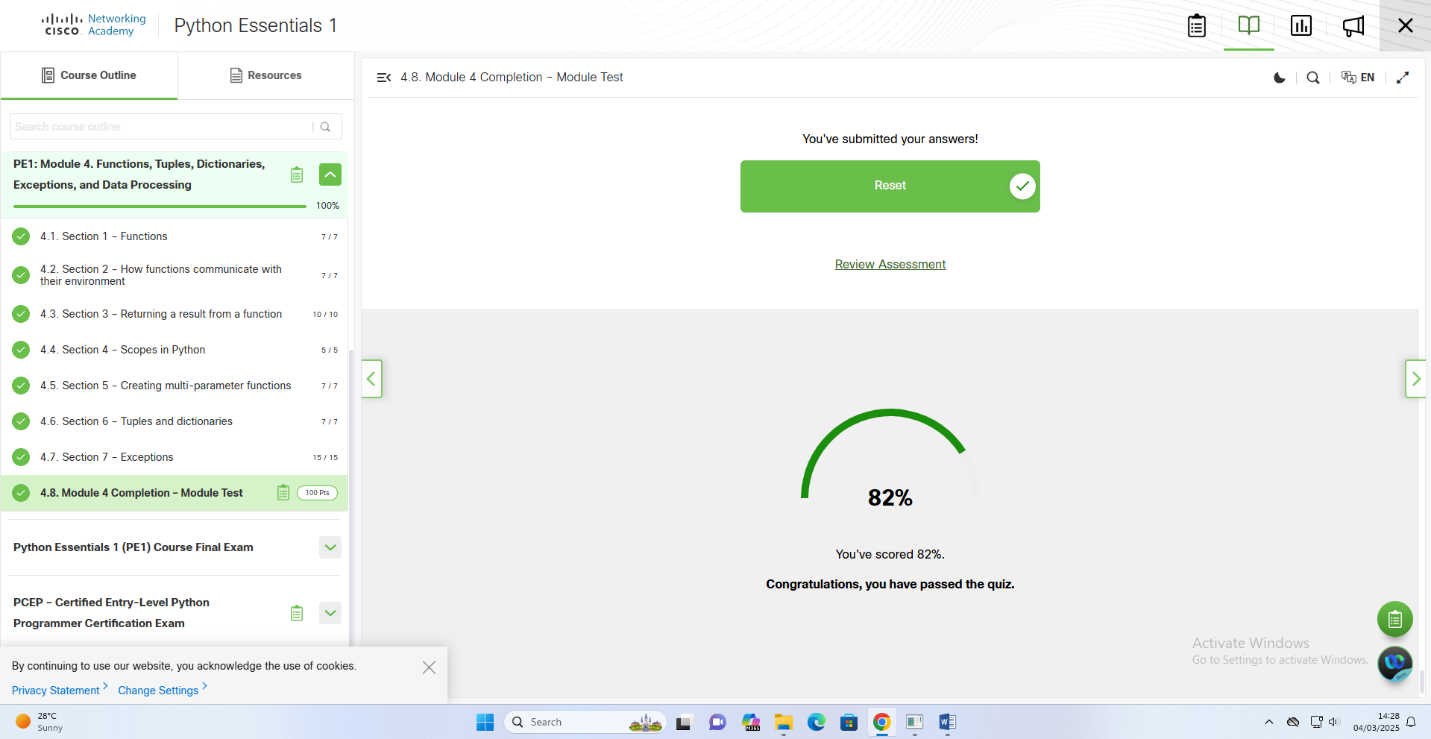 CISCO
Networking
Academy
Python Essentials 1
Course Outline
Resources
Search course outline
PE1: Module 4. Functions, Tuples, Dictionaries,
Exceptions, and Data Processing
100%
4.1. Section 1 – Functions
7 / 7
4.2. Section 2 – How functions communicate with
their environment
7 / 7
4.3. Section 3 – Returning a result from a function
10 / 10
4.4. Section 4 – Scopes in Python
5 / 5
4.5. Section 5 – Creating multi-parameter functions
7 / 7
4.6. Section 6 – Tuples and dictionaries
7 / 7
4.7. Section 7 – Exceptions
15 / 15
4.8. Module 4 Completion – Module Test
100 Pts
Python Essentials 1 (PE1) Course Final Exam
PCEP – Certified Entry-Level Python
Programmer Certification Exam
4.8. Module 4 Completion – Module Test
EN
You've submitted your answers!
Reset
Review Assessment
82%
You've scored 82%.
Congratulations, you have passed the quiz.
Activate Windows
Go to Settings to activate Windows.
By continuing to use our website, you acknowledge the use of cookies.
Privacy Statement
Change Settings
28°C
Sunny
Search
14:28
04/03/2025